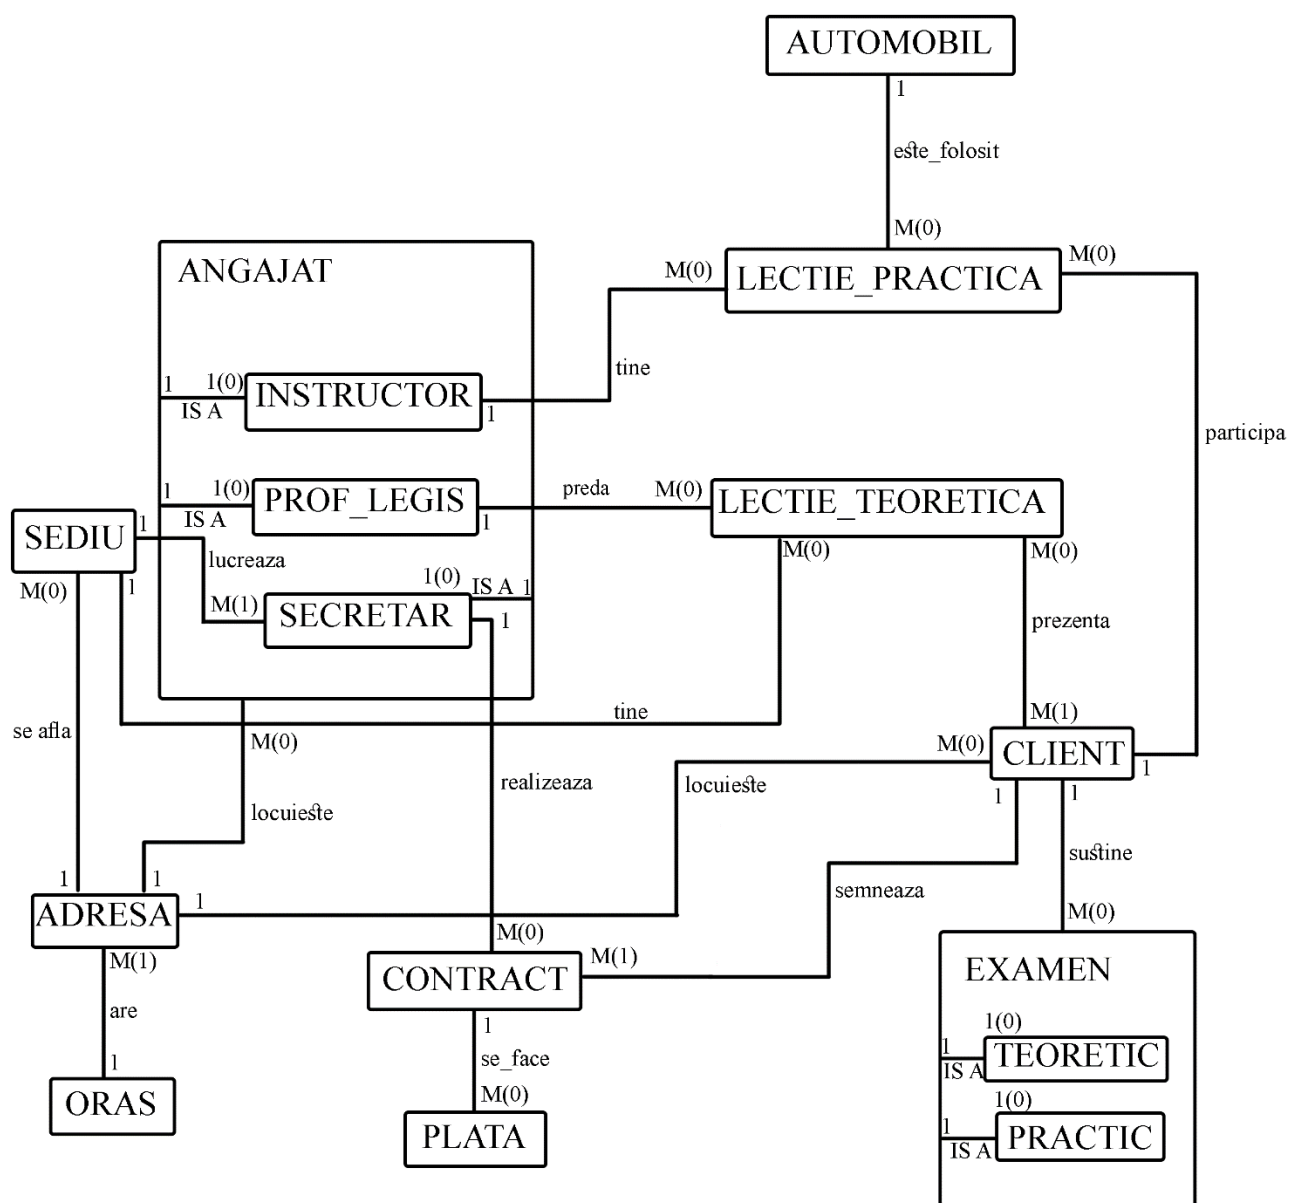 AUTOMOBIL
1
este_folosit
M(0)
ANGAJAT
M(0)
LECTIE_PRACTICA
M(0)
tine
1
1(0)
INSTRUCTOR
IS A
1
participa
1
1(0)
PROF_LEGIS
IS A
1
preda
M(0)
LECTIE_TEORETICA
M(0)
M(0)
SEDIU
1
lucreaza
M(0)
1
M(1)
1(0)
IS A
1
SECRETAR
1
prezenta
tine
se afla
M(0)
M(1)
M(0)
CLIENT
1
realizeaza
locuieste
1
1
locuieste
sustine
semneaza
1
1
1
ADRESA
M(0)
M(0)
M(1)
M(1)
CONTRACT
EXAMEN
are
1
se_face
1(0)
1
TEORETIC
IS A
1
ORAS
M(0)
PLATA
1(0)
1
PRACTIC
IS A